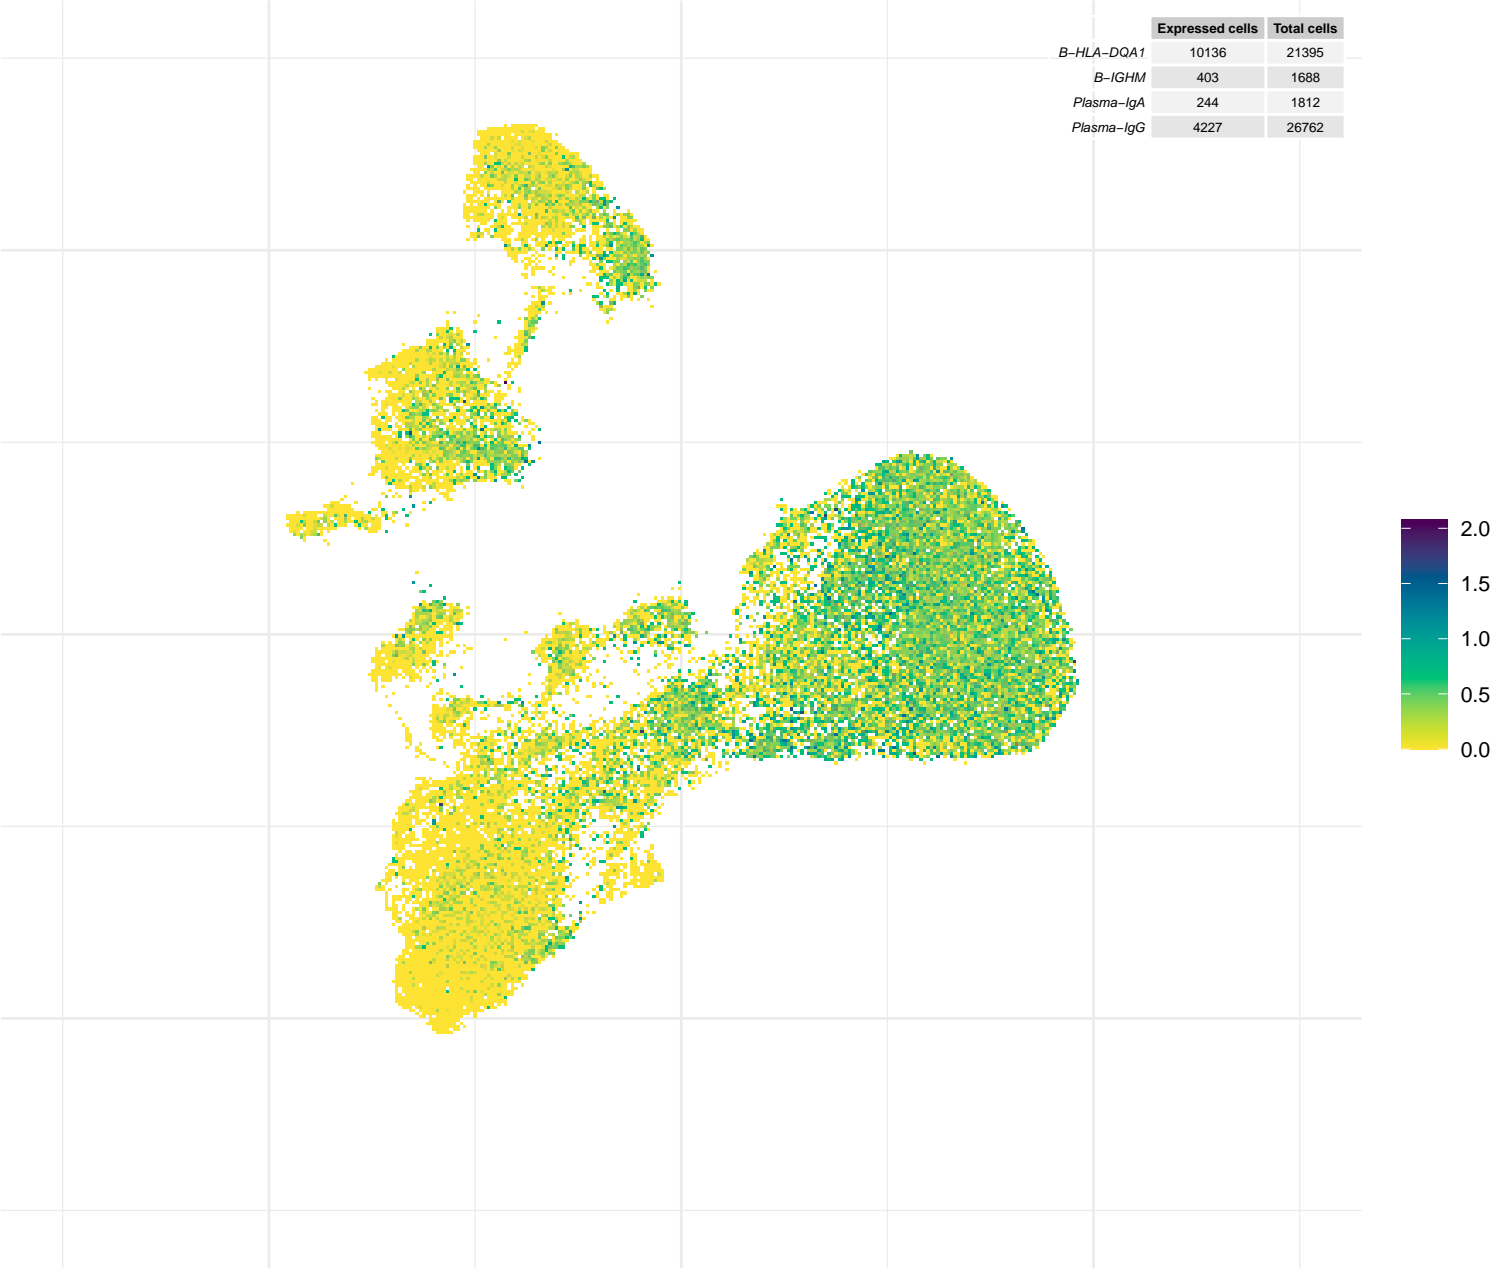 Expressed cells Total cells
B−HLA−DQA1 10136 21395
B−IGHM 403 1688
Plasma−IgA 244 1812
Plasma−IgG 4227 26762
2.0
1.5
1.0
0.5
0.0